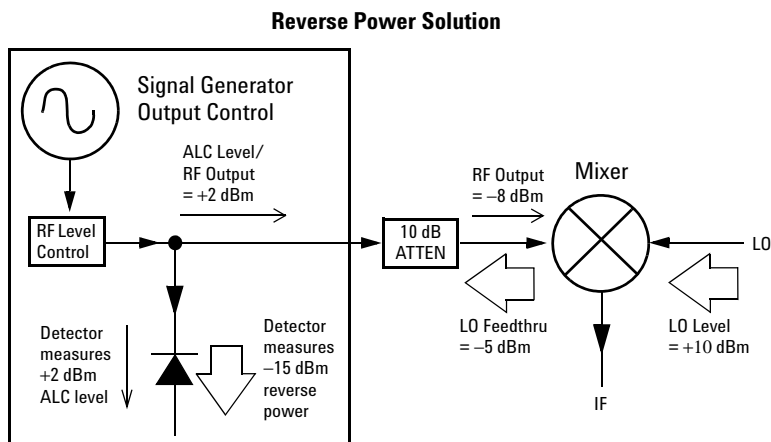 Reverse Power Solution
Signal Generator
Output Control
ALC Level/
RF Output
= +2 dBm
RF Level
Control
Detector
measures
+2 dBm
ALC level
Detector
measures
–15 dBm
reverse
power
10 dB
ATTEN
RF Output
= –8 dBm
Mixer
LO
LO Feedthru
= –5 dBm
LO Level
= +10 dBm
IF